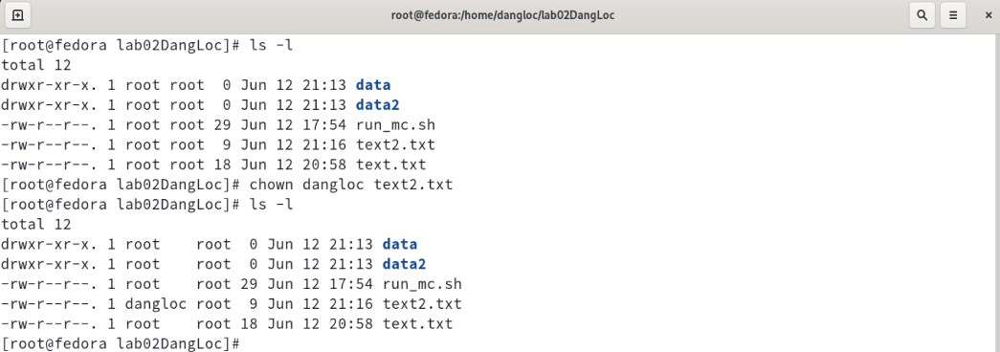 root@fedora:/home/dangloc/lab02DangLoc
[root@fedora lab02DangLoc]# ls -l
total 12
drwxr-xr-x. 1 root root  0 Jun 12 21:13 data
drwxr-xr-x. 1 root root  0 Jun 12 21:13 data2
-rw-r--r--. 1 root root 29 Jun 12 17:54 run_mc.sh
-rw-r--r--. 1 root root  9 Jun 12 21:16 text2.txt
-rw-r--r--. 1 root root 18 Jun 12 20:58 text.txt
[root@fedora lab02DangLoc]# chown dangloc text2.txt
[root@fedora lab02DangLoc]# ls -l
total 12
drwxr-xr-x. 1 root    root  0 Jun 12 21:13 data
drwxr-xr-x. 1 root    root  0 Jun 12 21:13 data2
-rw-r--r--. 1 root    root 29 Jun 12 17:54 run_mc.sh
-rw-r--r--. 1 dangloc root  9 Jun 12 21:16 text2.txt
-rw-r--r--. 1 root    root 18 Jun 12 20:58 text.txt
[root@fedora lab02DangLoc]#